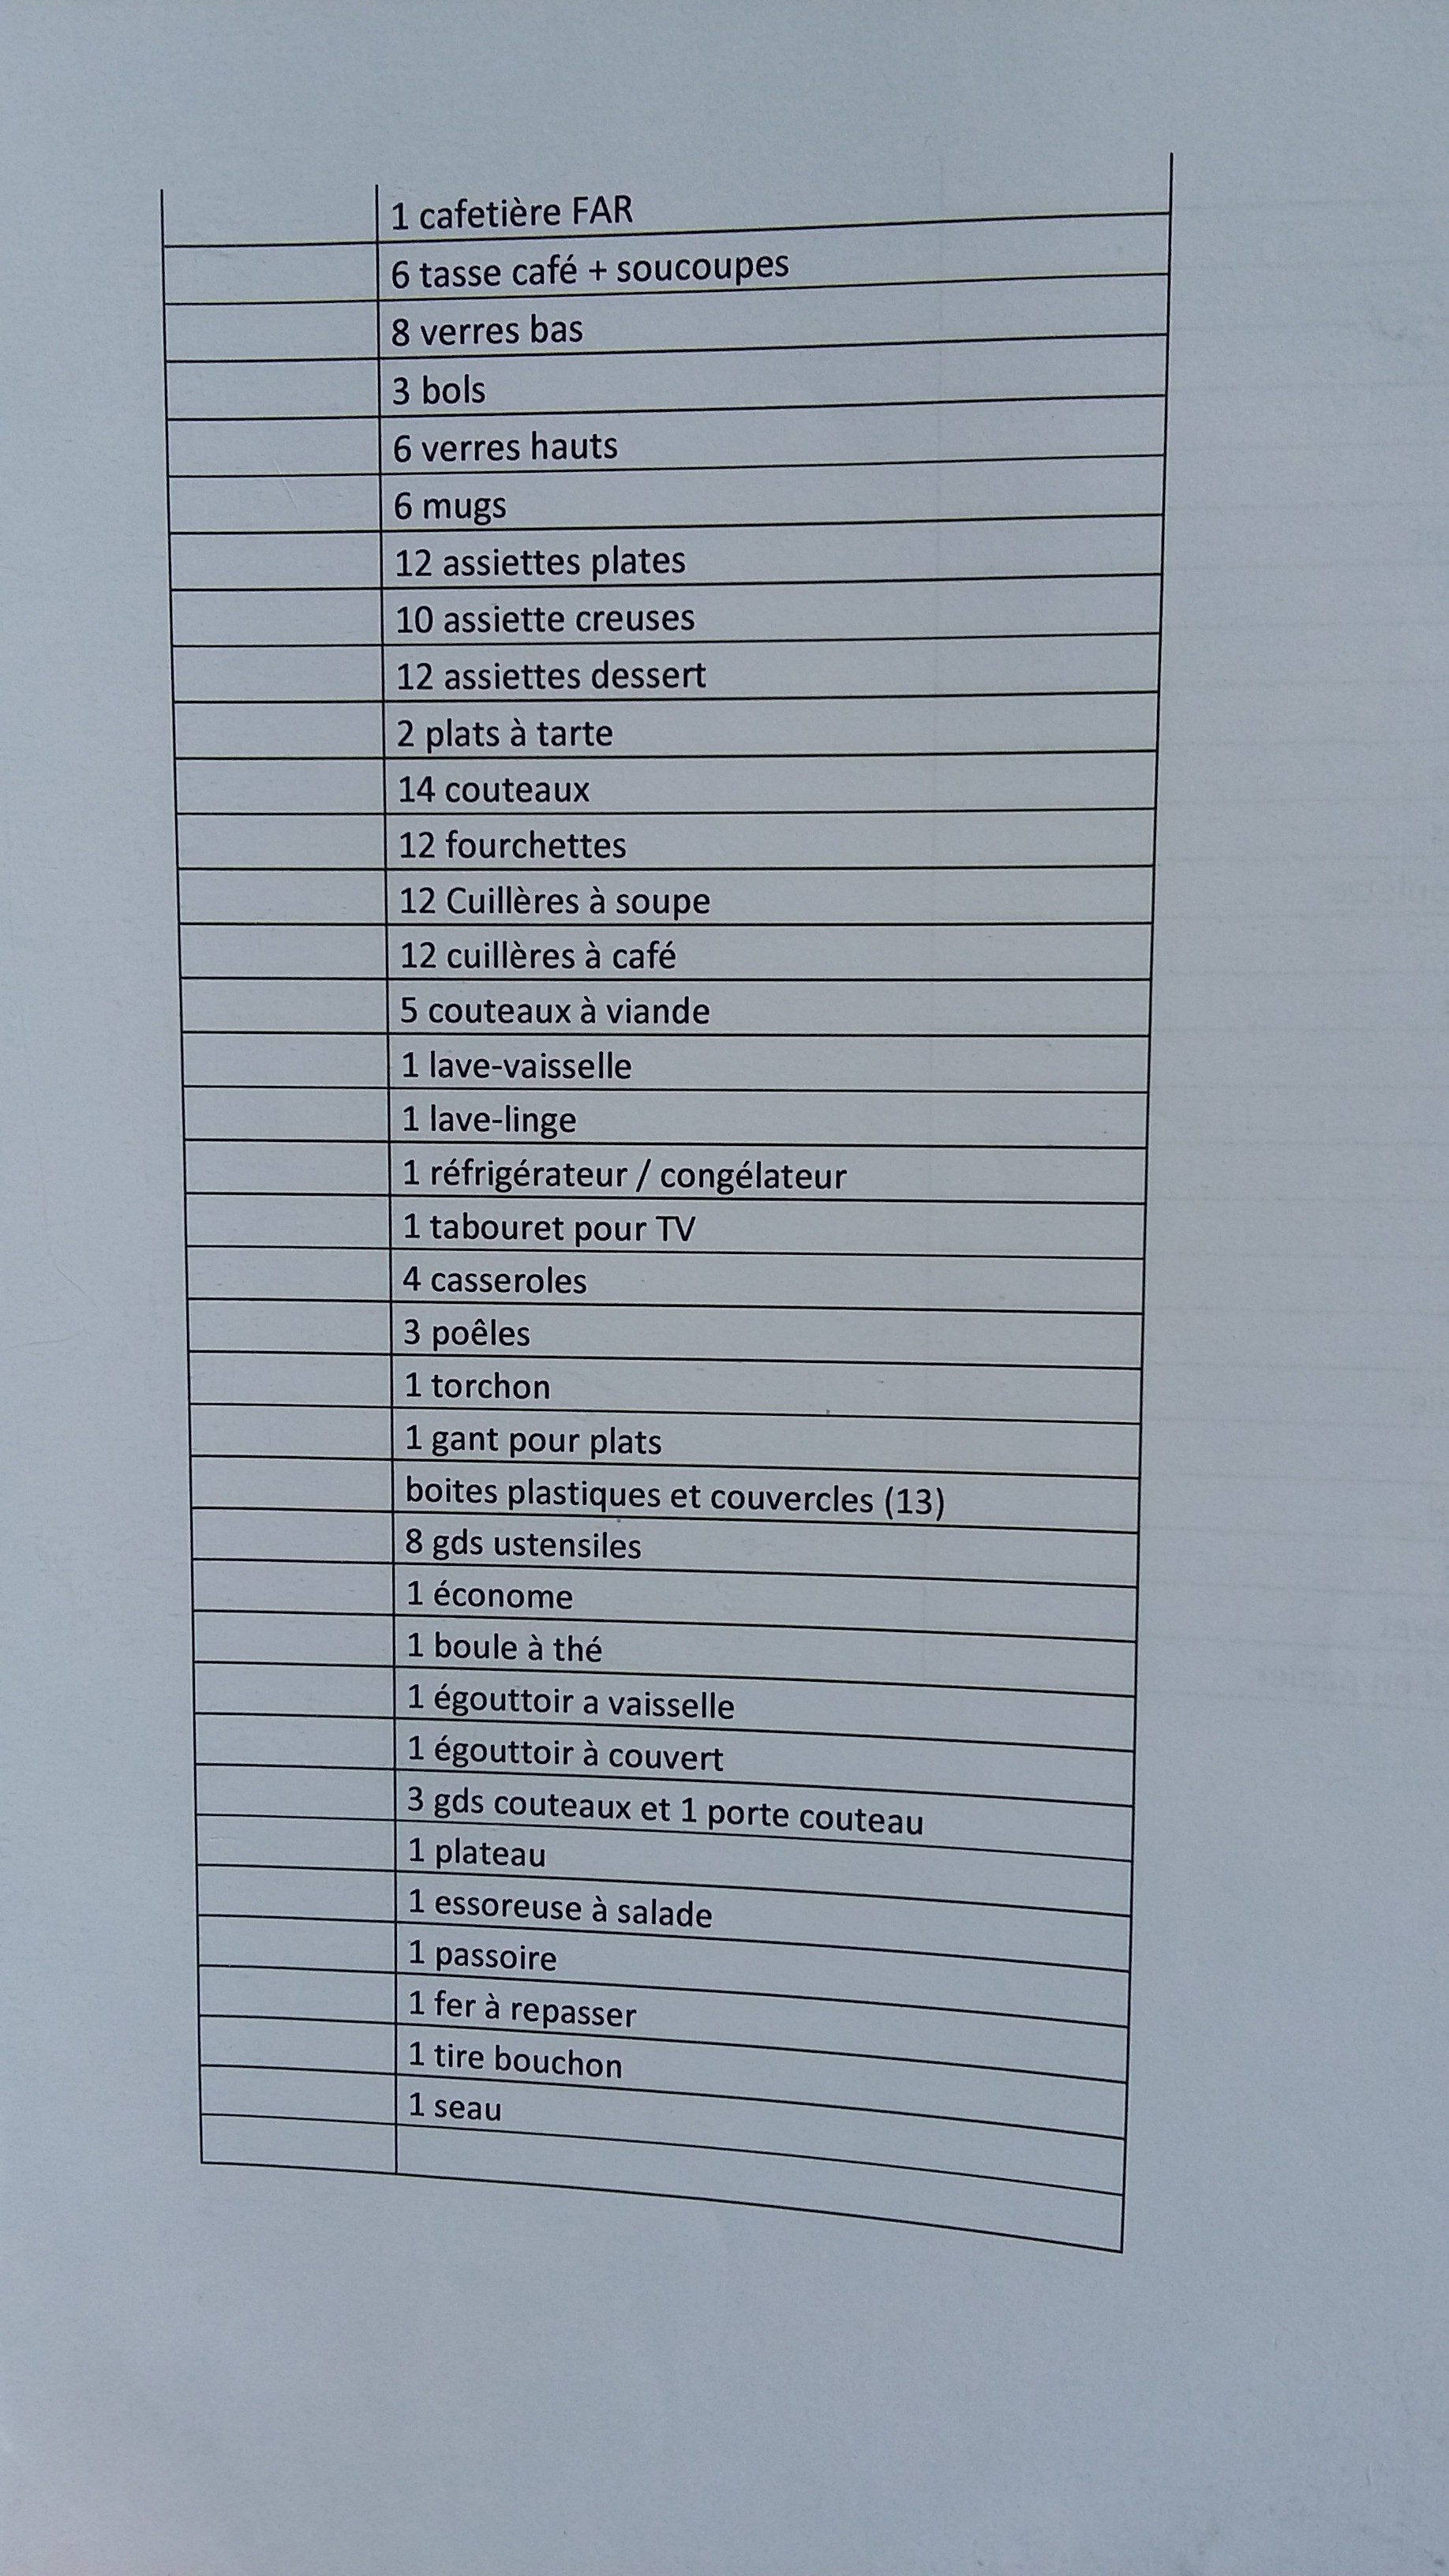 1 cafetière FAR
6 tasse café + soucoupes
8 verres bas
3 bols
6 verres hauts
6 mugs
12 assiettes plates
10 assiette creuses
12 assiettes dessert
2 plats à tarte
14 couteaux
12 fourchettes
12 Cuillères à soupe
12 cuillères à café
5 couteaux à viande
1 lave-vaisselle
1 lave-linge
1 réfrigérateur / congélateur
1 tabouret pour TV
4 casseroles
3 poêles
1 torchon
1 gant pour plats
boites plastiques et couvercles (13)
8 gds ustensiles
1 économe
1 boule à thé
1 égouttoir a vaisselle
1 égouttoir à couvert
3 gds couteaux et 1 porte couteau
1 plateau
1 essoreuse à salade
1 passoire
1 fer à repasser
1 tire bouchon
1 seau